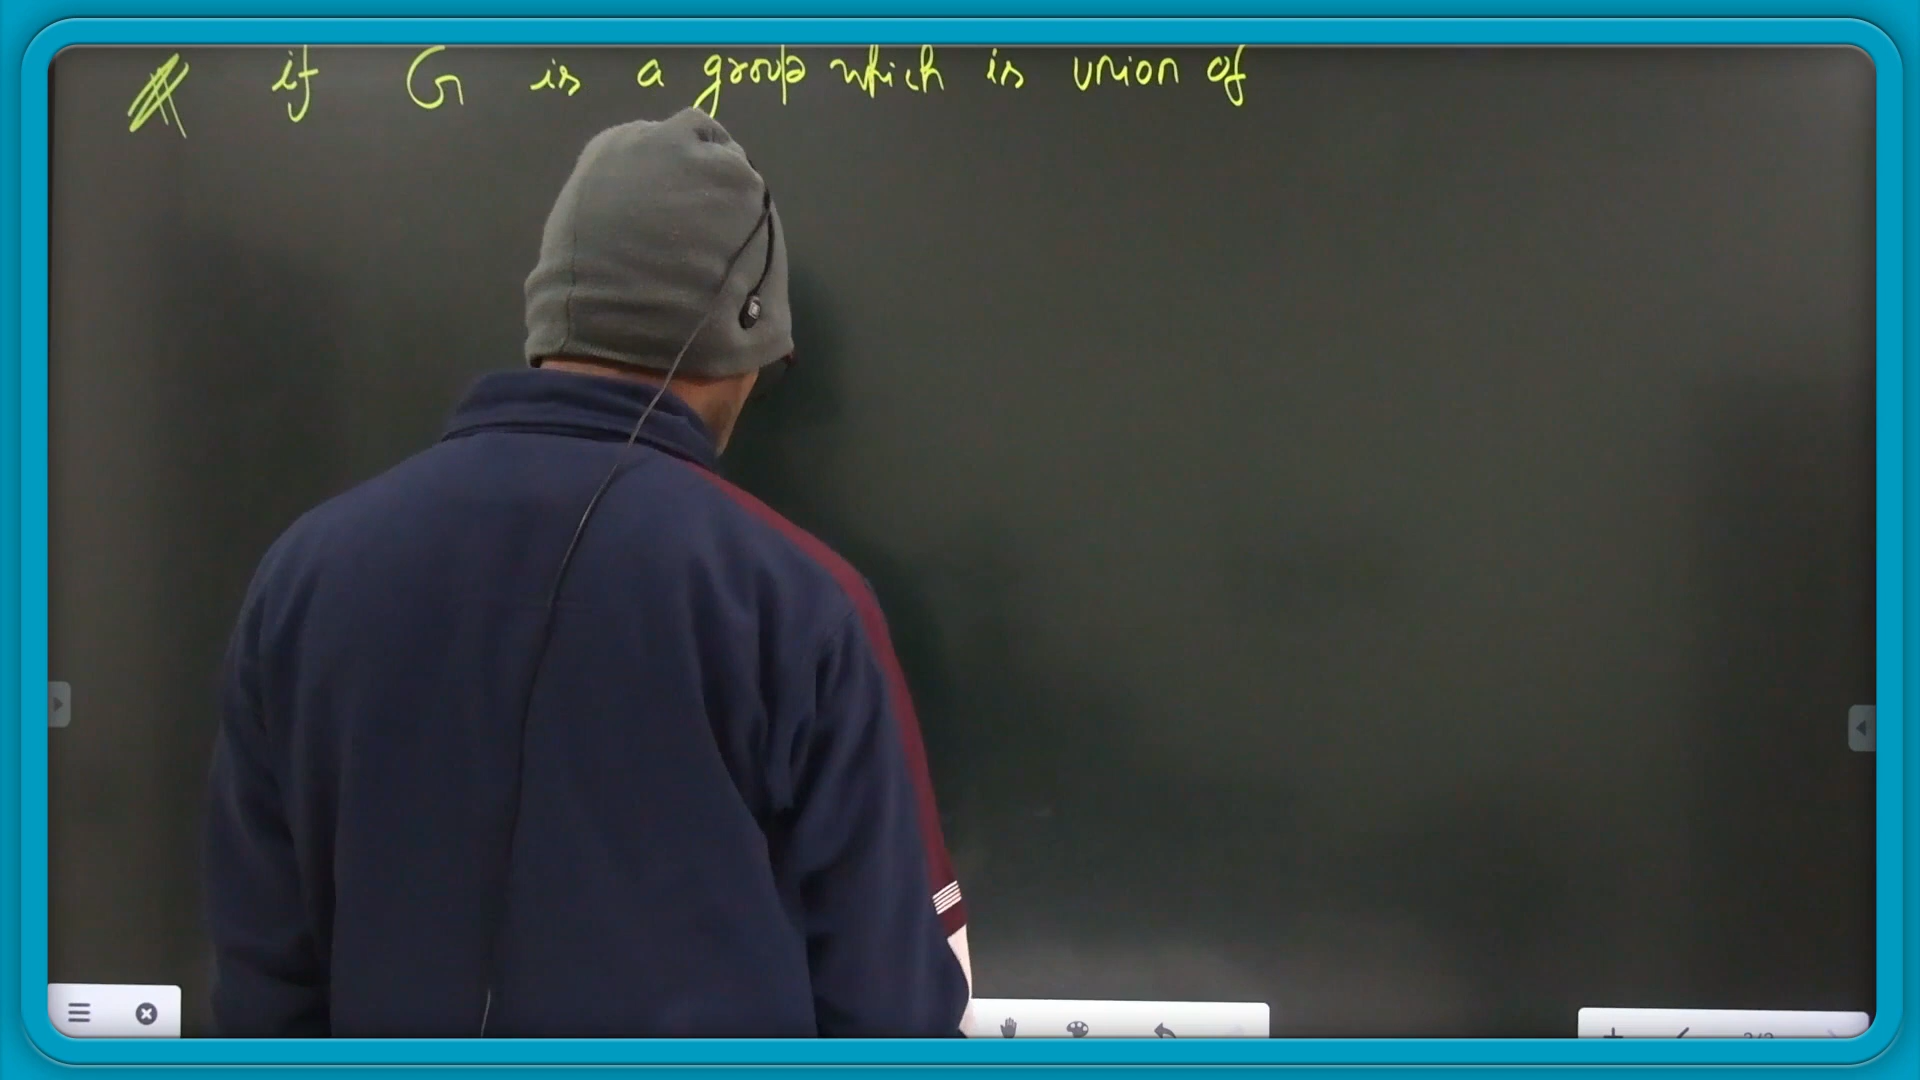 if G is a group which is union of